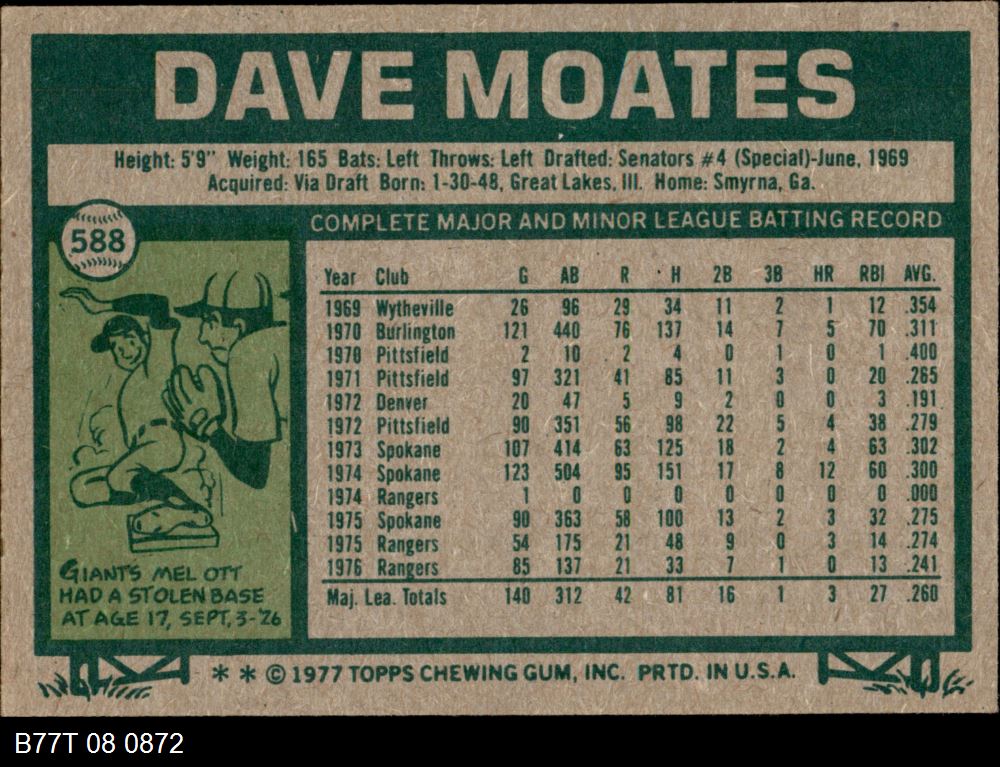 DAVE MOATES
Height: 5'9" Weight: 165 Bats: Left Throws: Left Drafted: Senators #4 (Special)-June, 1969
Acquired: Via Draft Born: 1-30-48, Great Lakes, Ill. Home: Smyrna, Ga.
588
COMPLETE MAJOR AND MINOR LEAGUE BATTING RECORD
Year Club G AB R H 2B 3B HR RBI AVG.
1969 Wytheville 26 96 29 34 11 2 1 12 .354
1970 Burlington 121 440 76 137 14 7 5 70 .311
1970 Pittsfield 2 10 2 4 0 1 0 1 .400
1971 Pittsfield 97 321 41 85 11 3 0 20 .265
1972 Denver 20 47 5 9 2 0 0 3 .191
1972 Pittsfield 90 351 56 98 22 5 4 38 .279
1973 Spokane 107 414 63 125 18 2 4 63 .302
1974 Spokane 123 504 95 151 17 8 12 60 .300
1974 Rangers 1 0 0 0 0 0 0 0 .000
1975 Spokane 90 363 58 100 13 2 3 32 .275
1975 Rangers 54 175 21 48 9 0 3 14 .274
1976 Rangers 85 137 21 33 7 1 0 13 .241
Maj. Lea. Totals 140 312 42 81 16 1 3 27 .260
GIANTS MEL OTT
HAD A STOLEN BASE
AT AGE 17, SEPT, 3-'26
* * © 1977 TOPPS CHEWING GUM, INC. PRTD. IN U.S.A.
B77T 08 0872